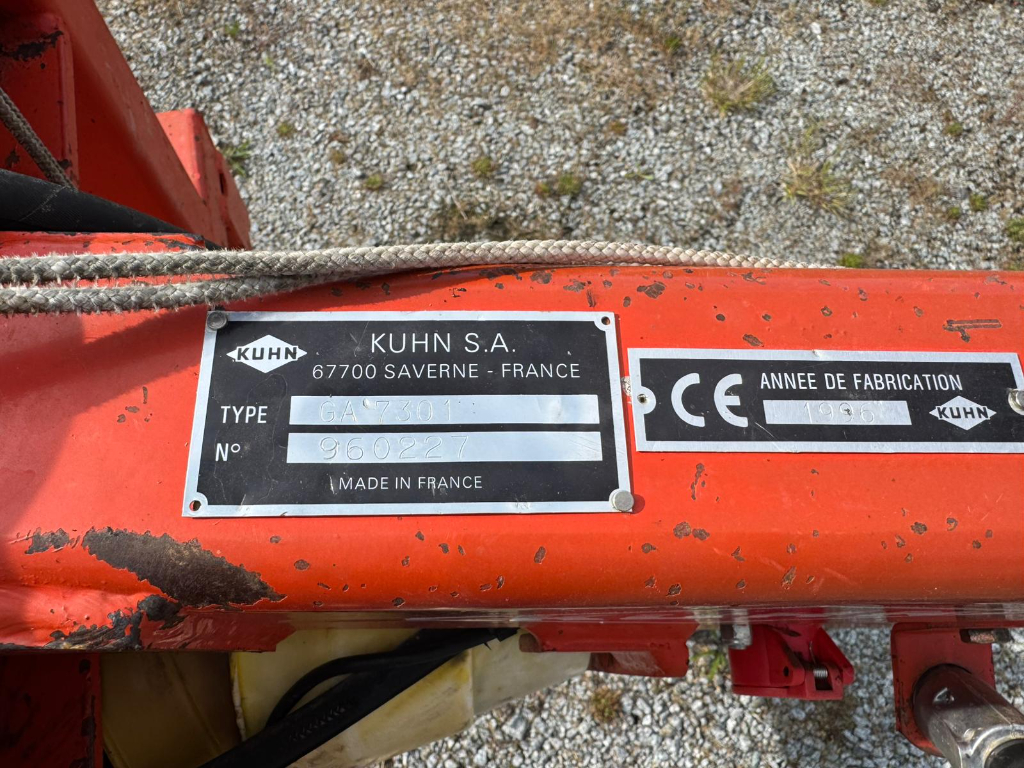 KUHN
KUHN S.A.
67700 SAVERNE - FRANCE
TYPE GA 7301
N° 960227
MADE IN FRANCE
CE
ANNEE DE FABRICATION
1996
KUHN